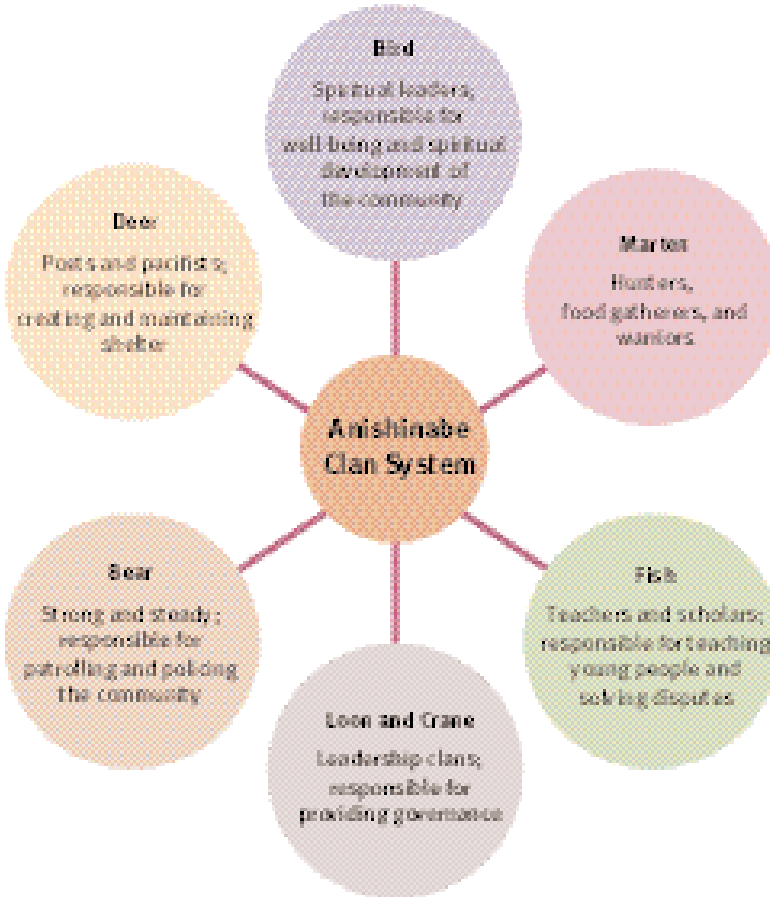 Bird
Spiritual leaders;
responsible for
well-being and spiritual
development of
the community
Marten
Hunters,
food gatherers, and
warriors
Fish
Teachers and scholars;
responsible for teaching
young people and
solving disputes
Loon and Crane
Leadership clans;
responsible for
providing governance
Bear
Strong and steady;
responsible for
patrolling and policing
the community
Deer
Poets and pacifists;
responsible for
creating and maintaining
shelter
Anishinabe
Clan System